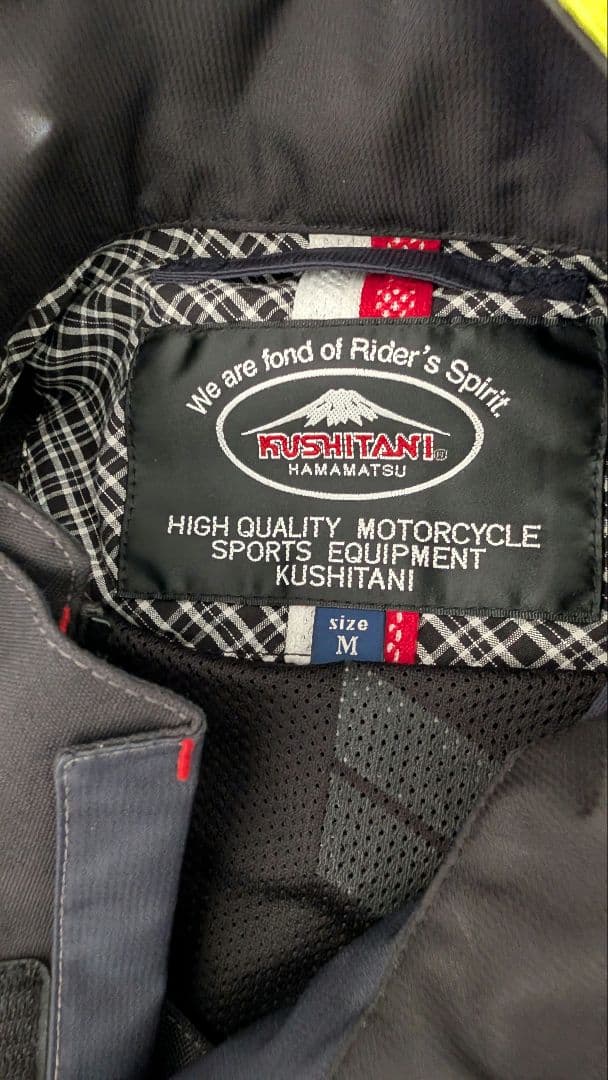 We are fond of Rider's Spirit.
KUSHITANI®
HAMAMATSU
HIGH QUALITY MOTORCYCLE
SPORTS EQUIPMENT
KUSHITANI
size
M